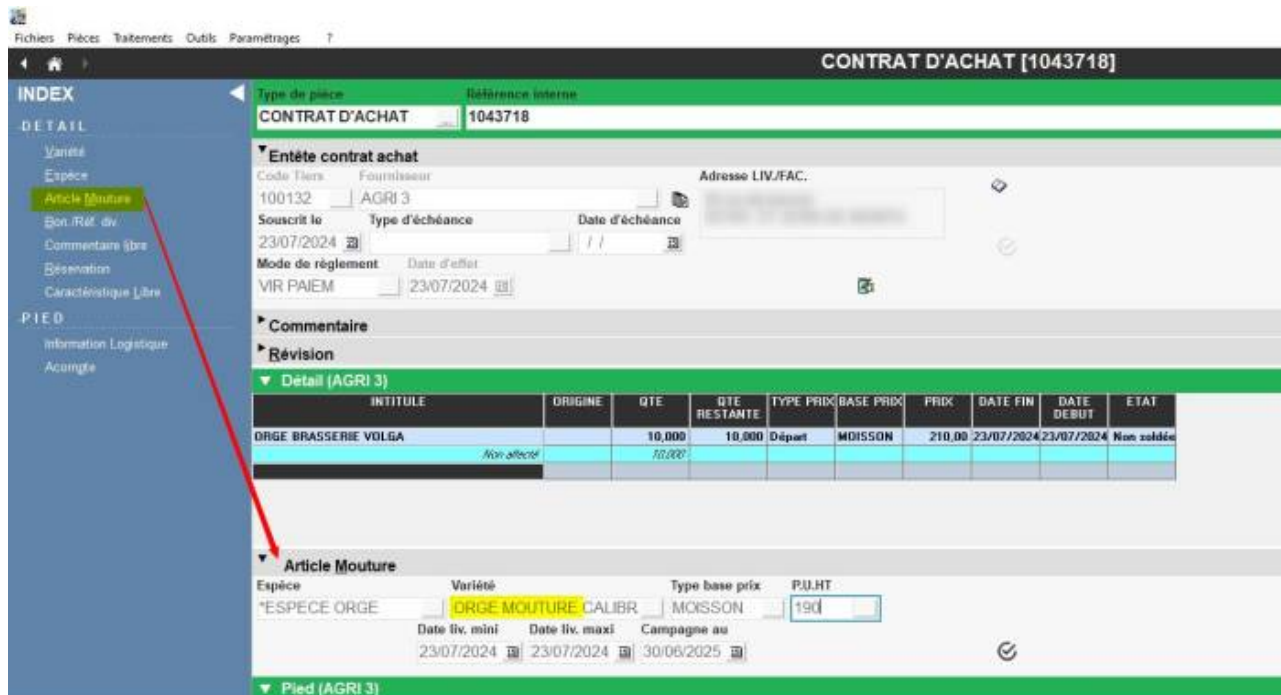 Fichiers Pièces Traitements Outils Paramétrages ?
CONTRAT D'ACHAT [1043718]
INDEX
DETAIL
Variété
Espèce
Article Mouture
Bon./Réf. div.
Commentaire libre
Réservation
Caractéristique Libre
PIED
Information Logistique
Acompte
Type de pièce Référence interne
CONTRAT D'ACHAT ... 1043718
Entête contrat achat
Code Tiers Fournisseur Adresse LIV./FAC.
100132 AGRI 3
Souscrit le Type d'échéance Date d'échéance
23/07/2024 / /
Mode de règlement Date d'effet
VIR PAIEM 23/07/2024
Commentaire
Révision
Détail (AGRI 3)
INTITULE ORIGINE QTE QTE RESTANTE TYPE PRIX BASE PRIX PRIX DATE FIN DATE DEBUT ETAT
ORGE BRASSERIE VOLGA 10,000 10,000 Départ MOISSON 210,00 23/07/2024 23/07/2024 Non soldée
Non affecté 10,000
Article Mouture
Espèce Variété Type base prix P.U.HT
*ESPECE ORGE ORGE MOUTURE CALIBR MOISSON 190
Date liv. mini Date liv. maxi Campagne au
23/07/2024 23/07/2024 30/06/2025
Pied (AGRI 3)